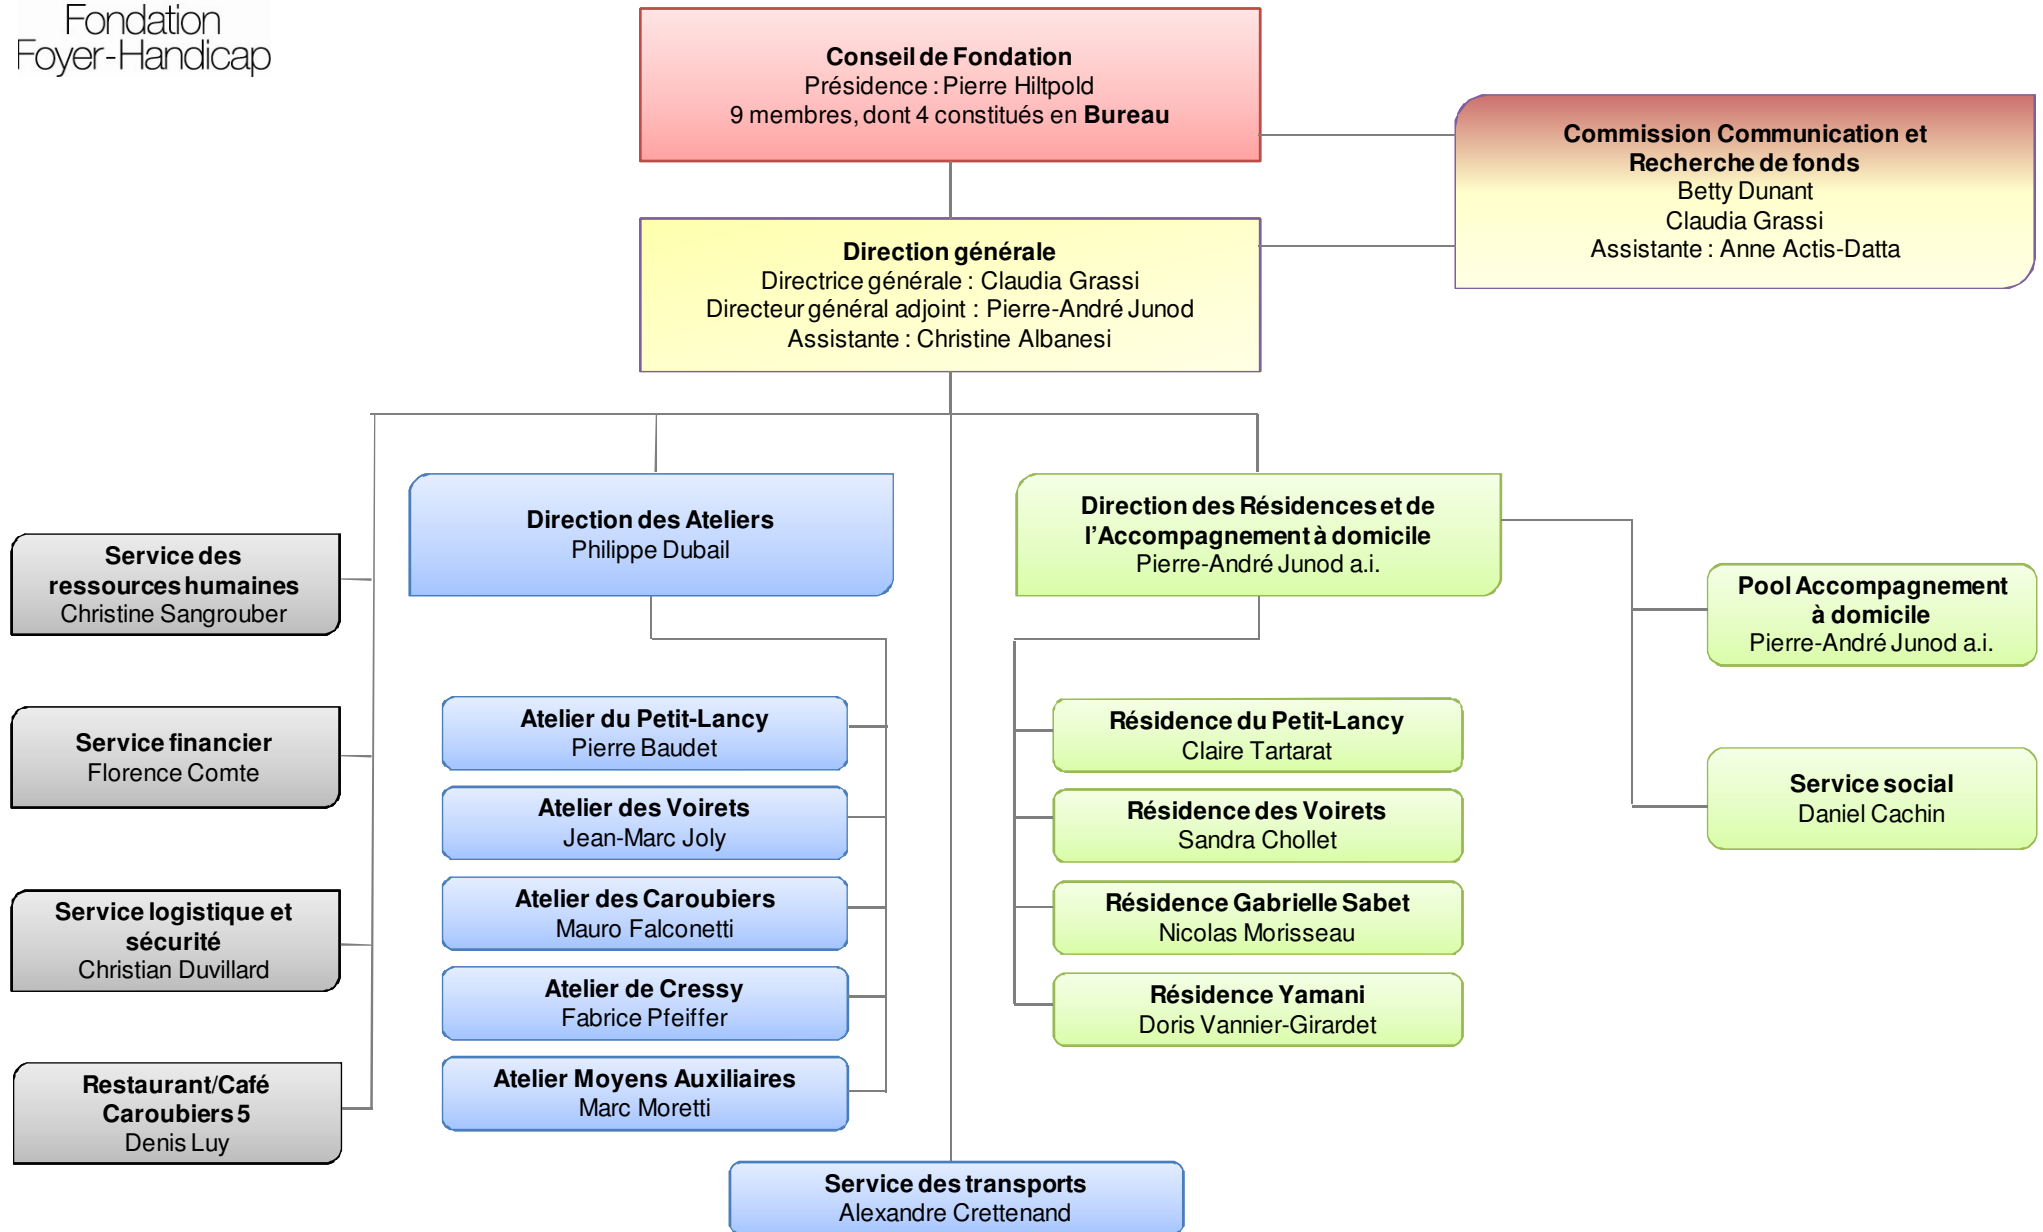 Fondation
Foyer-Handicap
Conseil de Fondation
Présidence : Pierre Hiltpold
9 membres, dont 4 constitués en Bureau
Commission Communication et
Recherche de fonds
Betty Dunant
Claudia Grassi
Assistante : Anne Actis-Datta
Direction générale
Directrice générale : Claudia Grassi
Directeur général adjoint : Pierre-André Junod
Assistante : Christine Albanesi
Direction des Ateliers
Philippe Dubail
Direction des Résidences et de
l’Accompagnement à domicile
Pierre-André Junod a.i.
Service des
ressources humaines
Christine Sangrouber
Service financier
Florence Comte
Service logistique et
sécurité
Christian Duvillard
Restaurant/Café
Caroubiers 5
Denis Luy
Atelier du Petit-Lancy
Pierre Baudet
Atelier des Voirets
Jean-Marc Joly
Atelier des Caroubiers
Mauro Falconetti
Atelier de Cressy
Fabrice Pfeiffer
Atelier Moyens Auxiliaires
Marc Moretti
Résidence du Petit-Lancy
Claire Tartarat
Résidence des Voirets
Sandra Chollet
Résidence Gabrielle Sabet
Nicolas Morisseau
Résidence Yamani
Doris Vannier-Girardet
Pool Accompagnement
à domicile
Pierre-André Junod a.i.
Service social
Daniel Cachin
Service des transports
Alexandre Crettenand